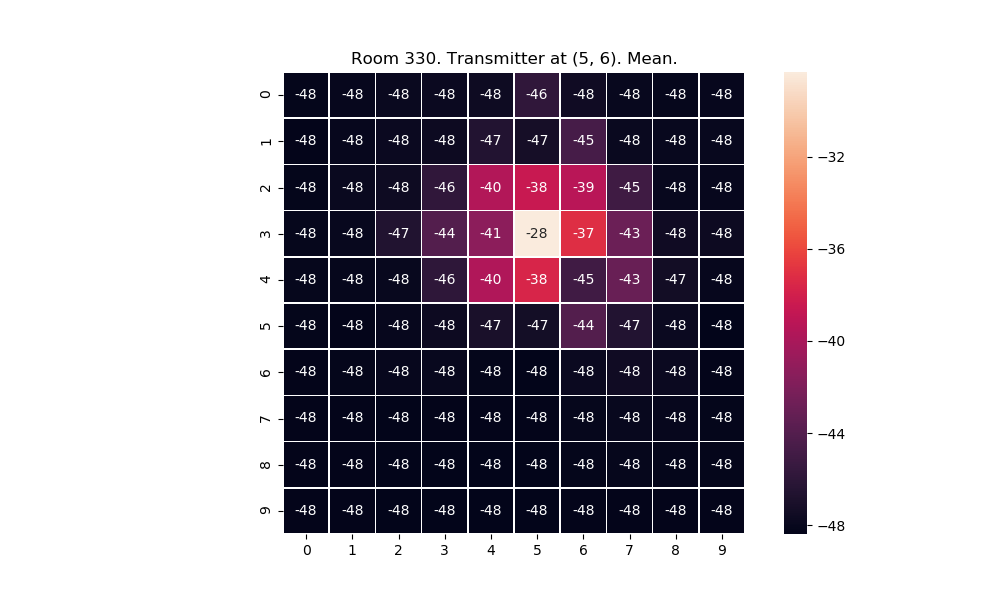 Room 330. Transmitter at (5, 6). Mean.
0 -48 -48 -48 -48 -48 -46 -48 -48 -48 -48
1 -48 -48 -48 -48 -47 -47 -45 -48 -48 -48
-32
2 -48 -48 -48 -46 -40 -38 -39 -45 -48 -48
3 -48 -48 -47 -44 -41 -28 -37 -43 -48 -48
-36
4 -48 -48 -48 -46 -40 -38 -45 -43 -47 -48
5 -48 -48 -48 -48 -47 -47 -44 -47 -48 -48
-40
6 -48 -48 -48 -48 -48 -48 -48 -48 -48 -48
7 -48 -48 -48 -48 -48 -48 -48 -48 -48 -48
-44
8 -48 -48 -48 -48 -48 -48 -48 -48 -48 -48
9 -48 -48 -48 -48 -48 -48 -48 -48 -48 -48
-48
0 1 2 3 4 5 6 7 8 9